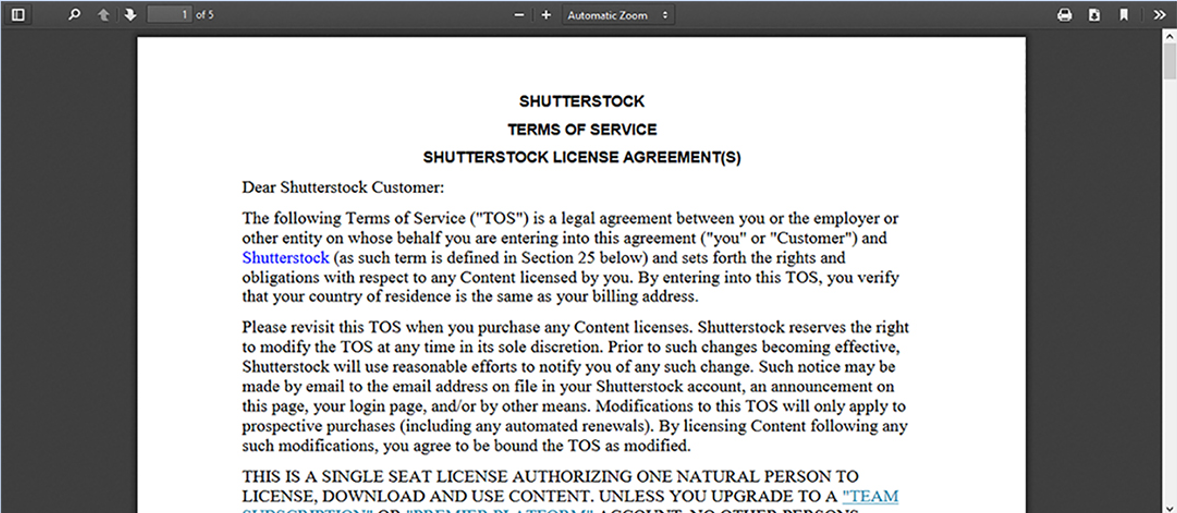 1 of 5
Automatic Zoom
SHUTTERSTOCK
TERMS OF SERVICE
SHUTTERSTOCK LICENSE AGREEMENT(S)
Dear Shutterstock Customer:
The following Terms of Service ("TOS") is a legal agreement between you or the employer or
other entity on whose behalf you are entering into this agreement ("you" or "Customer") and
Shutterstock (as such term is defined in Section 25 below) and sets forth the rights and
obligations with respect to any Content licensed by you. By entering into this TOS, you verify
that your country of residence is the same as your billing address.
Please revisit this TOS when you purchase any Content licenses. Shutterstock reserves the right
to modify the TOS at any time in its sole discretion. Prior to such changes becoming effective,
Shutterstock will use reasonable efforts to notify you of any such change. Such notice may be
made by email to the email address on file in your Shutterstock account, an announcement on
this page, your login page, and/or by other means. Modifications to this TOS will only apply to
prospective purchases (including any automated renewals). By licensing Content following any
such modifications, you agree to be bound the TOS as modified.
THIS IS A SINGLE SEAT LICENSE AUTHORIZING ONE NATURAL PERSON TO
LICENSE, DOWNLOAD AND USE CONTENT. UNLESS YOU UPGRADE TO A "TEAM
SUBSCRIPTION" OR "PREMIER PLATFORM" ACCOUNT, NO OTHER PERSONS